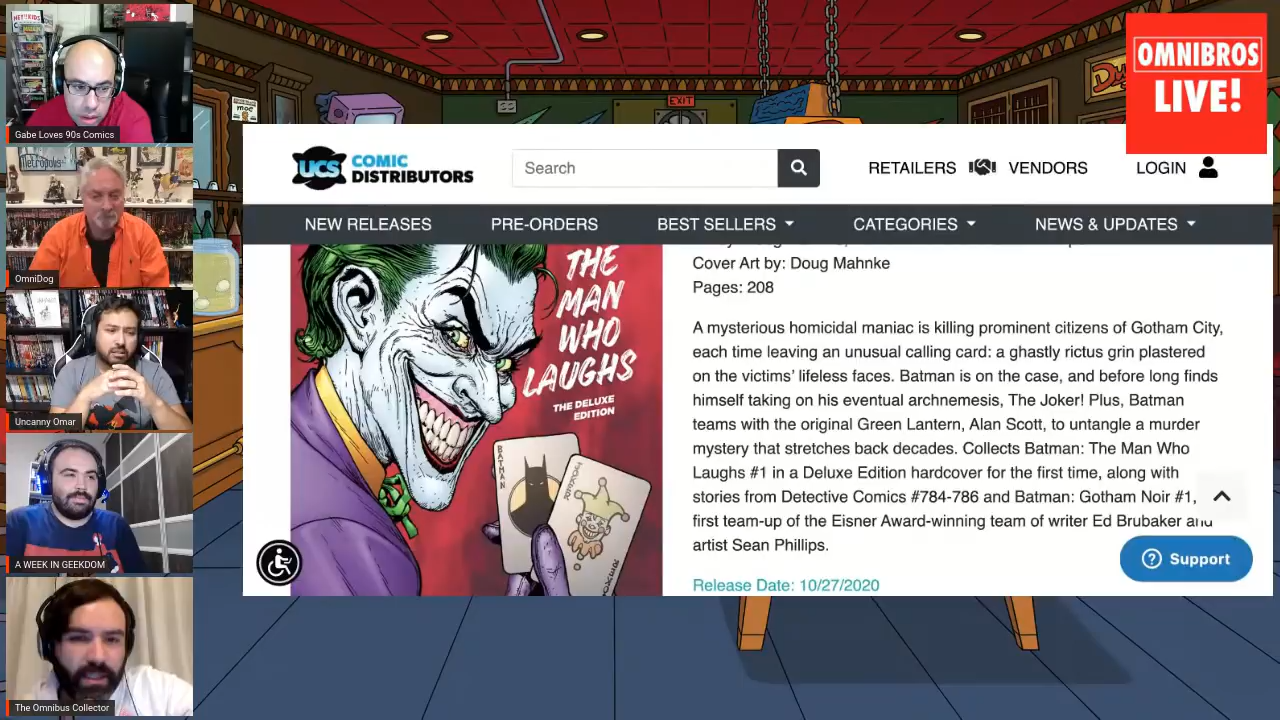 HEY!! KIDS
COMICS
Gabe Loves 90s Comics
Metropolis
OmniDog
Uncanny Omar
A WEEK IN GEEKDOM
The Omnibus Collector
EXIT
OMNIBROS
LIVE!
UCS COMIC
DISTRIBUTORS
Search
RETAILERS
VENDORS
LOGIN
NEW RELEASES
PRE-ORDERS
BEST SELLERS
CATEGORIES
NEWS & UPDATES
THE
MAN
WHO
LAUGHS
THE DELUXE
EDITION
BATMAN
Cover Art by: Doug Mahnke
Pages: 208
A mysterious homicidal maniac is killing prominent citizens of Gotham City,
each time leaving an unusual calling card: a ghastly rictus grin plastered
on the victims' lifeless faces. Batman is on the case, and before long finds
himself taking on his eventual archnemesis, The Joker! Plus, Batman
teams with the original Green Lantern, Alan Scott, to untangle a murder
mystery that stretches back decades. Collects Batman: The Man Who
Laughs #1 in a Deluxe Edition hardcover for the first time, along with
stories from Detective Comics #784-786 and Batman: Gotham Noir #1,
first team-up of the Eisner Award-winning team of writer Ed Brubaker and
artist Sean Phillips.
Release Date: 10/27/2020
Support